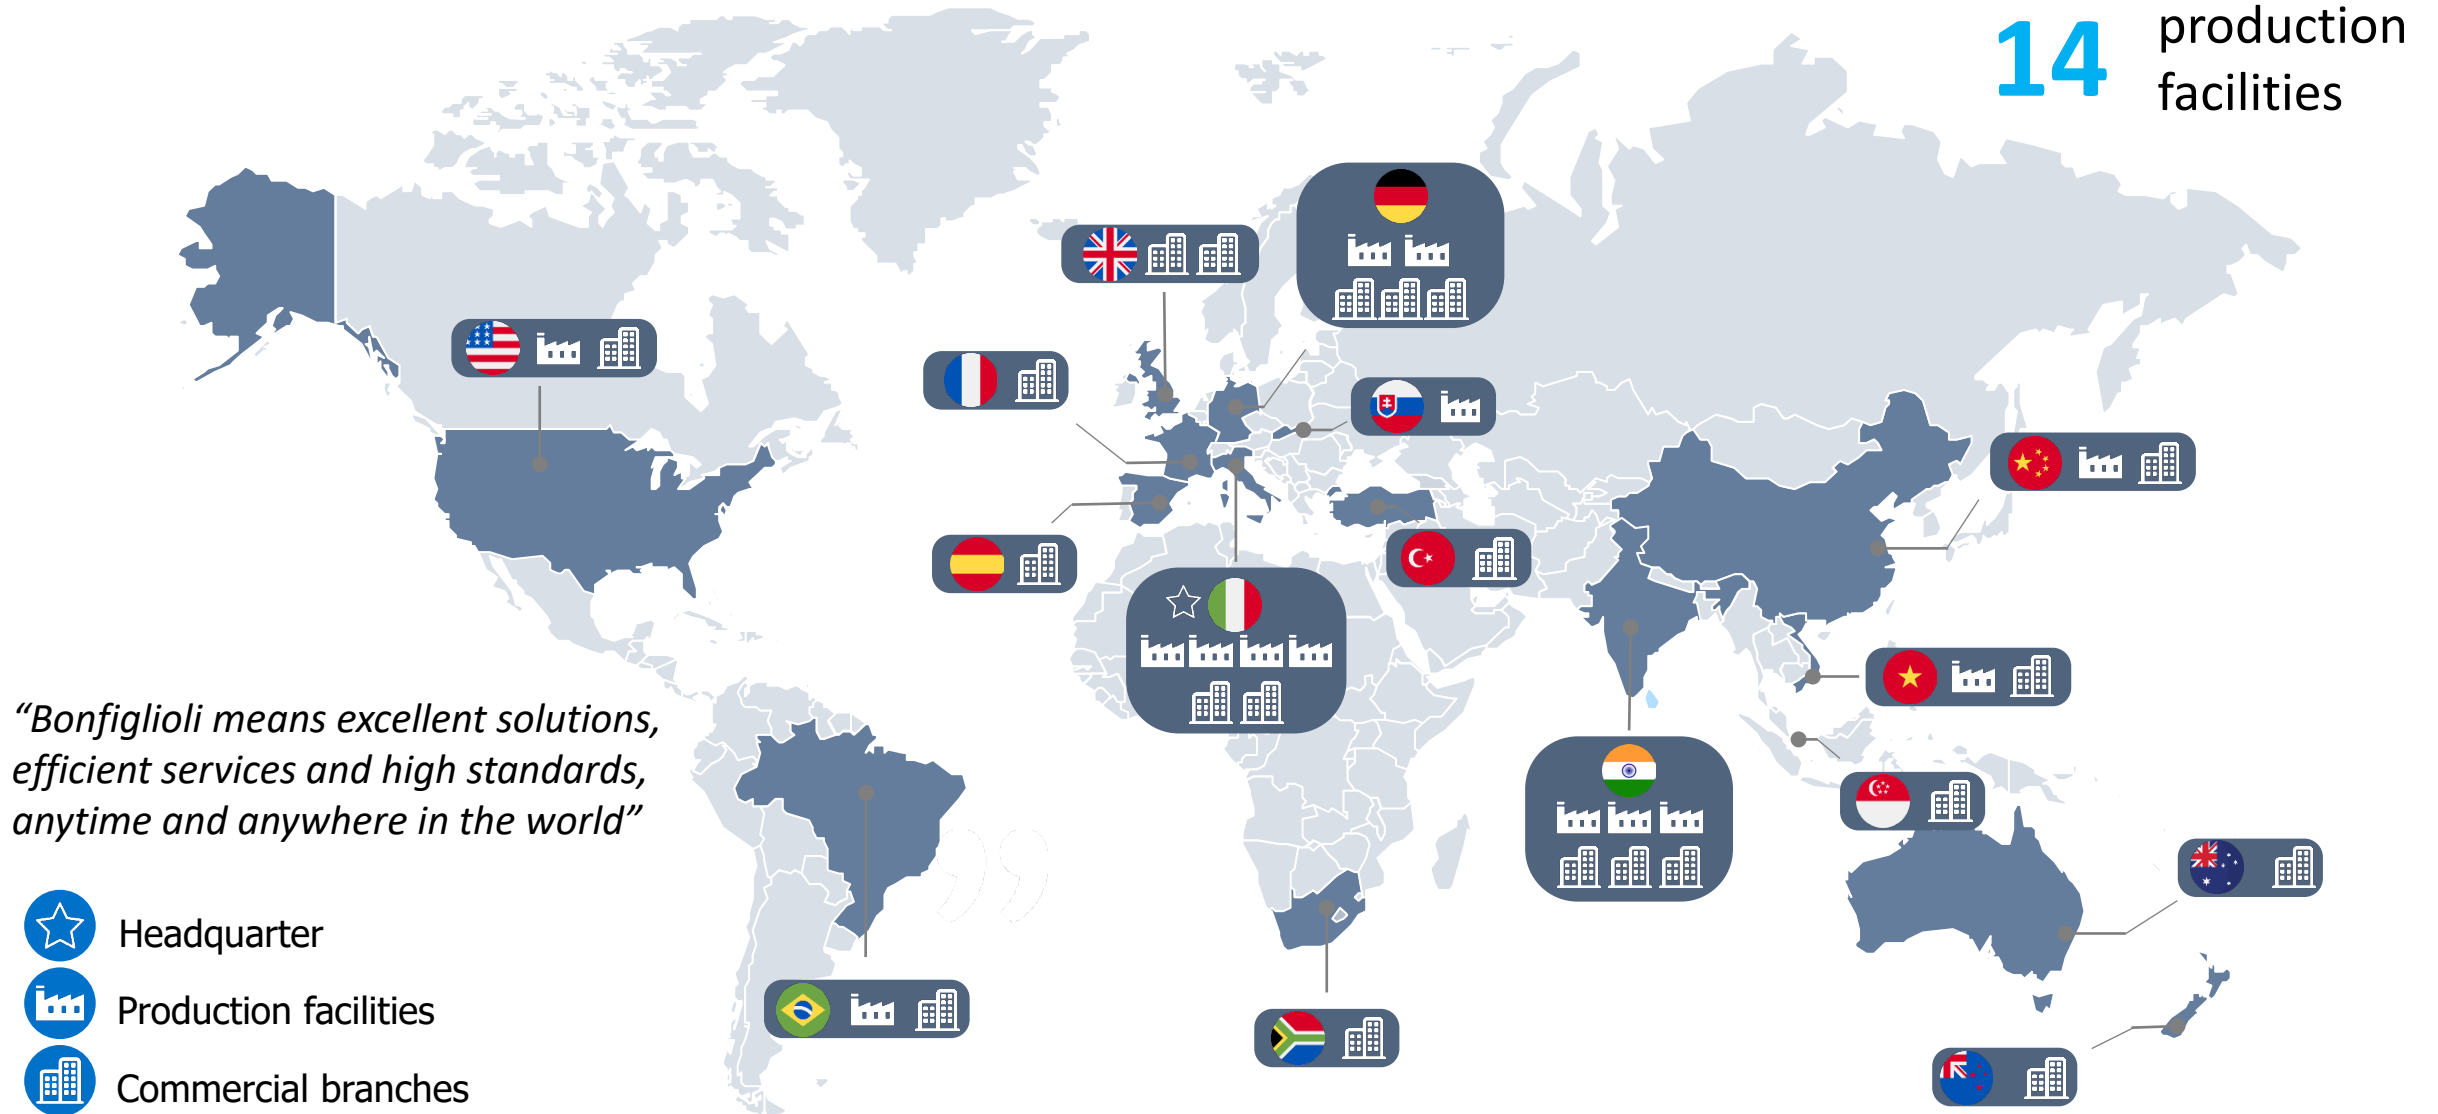 14
production
facilities
“Bonfiglioli means excellent solutions,
efficient services and high standards,
anytime and anywhere in the world”
Headquarter
Production facilities
Commercial branches